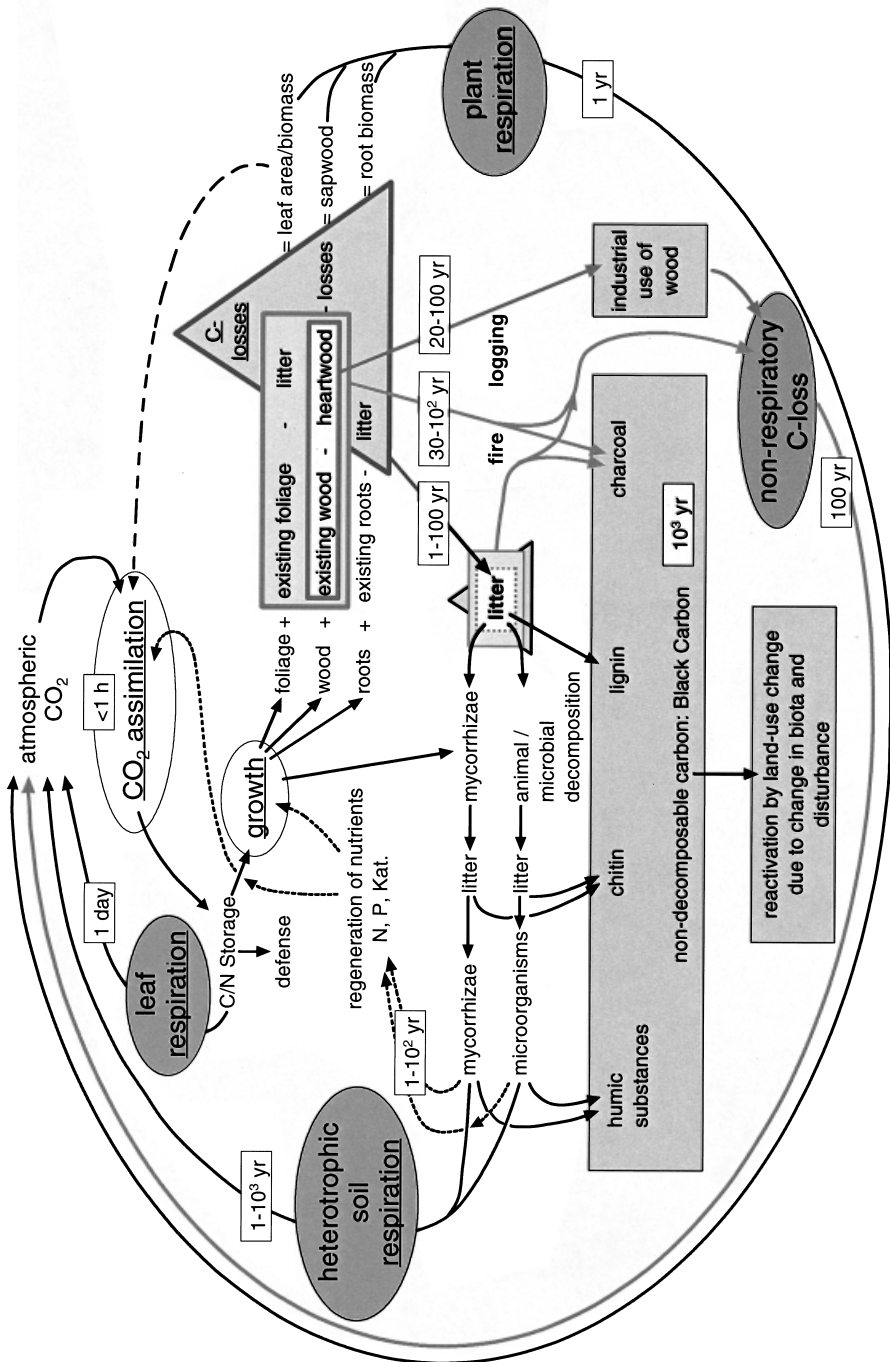 atmospheric
CO₂
<1 h
CO₂ assimilation
1 day
leaf
respiration
C/N Storage
defense
growth
regeneration of nutrients
N, P, Kat.
foliage + existing foliage - litter
wood + existing wood - heartwood - losses
roots + existing roots - litter
C-
losses
= leaf area/biomass
= sapwood
= root biomass
plant
respiration
1 yr
heterotrophic
soil
respiration
1-10³ yr
1-10² yr
mycorrhizae
litter
mycorrhizae
microorganisms
litter
animal /
microbial
decomposition
litter
1-100 yr
30-10² yr
20-100 yr
fire
logging
industrial
use of
wood
humic
substances
chitin
lignin
charcoal
non-decomposable carbon: Black Carbon
10³ yr
non-respiratory
C-loss
100 yr
reactivation by land-use change
due to change in biota and
disturbance